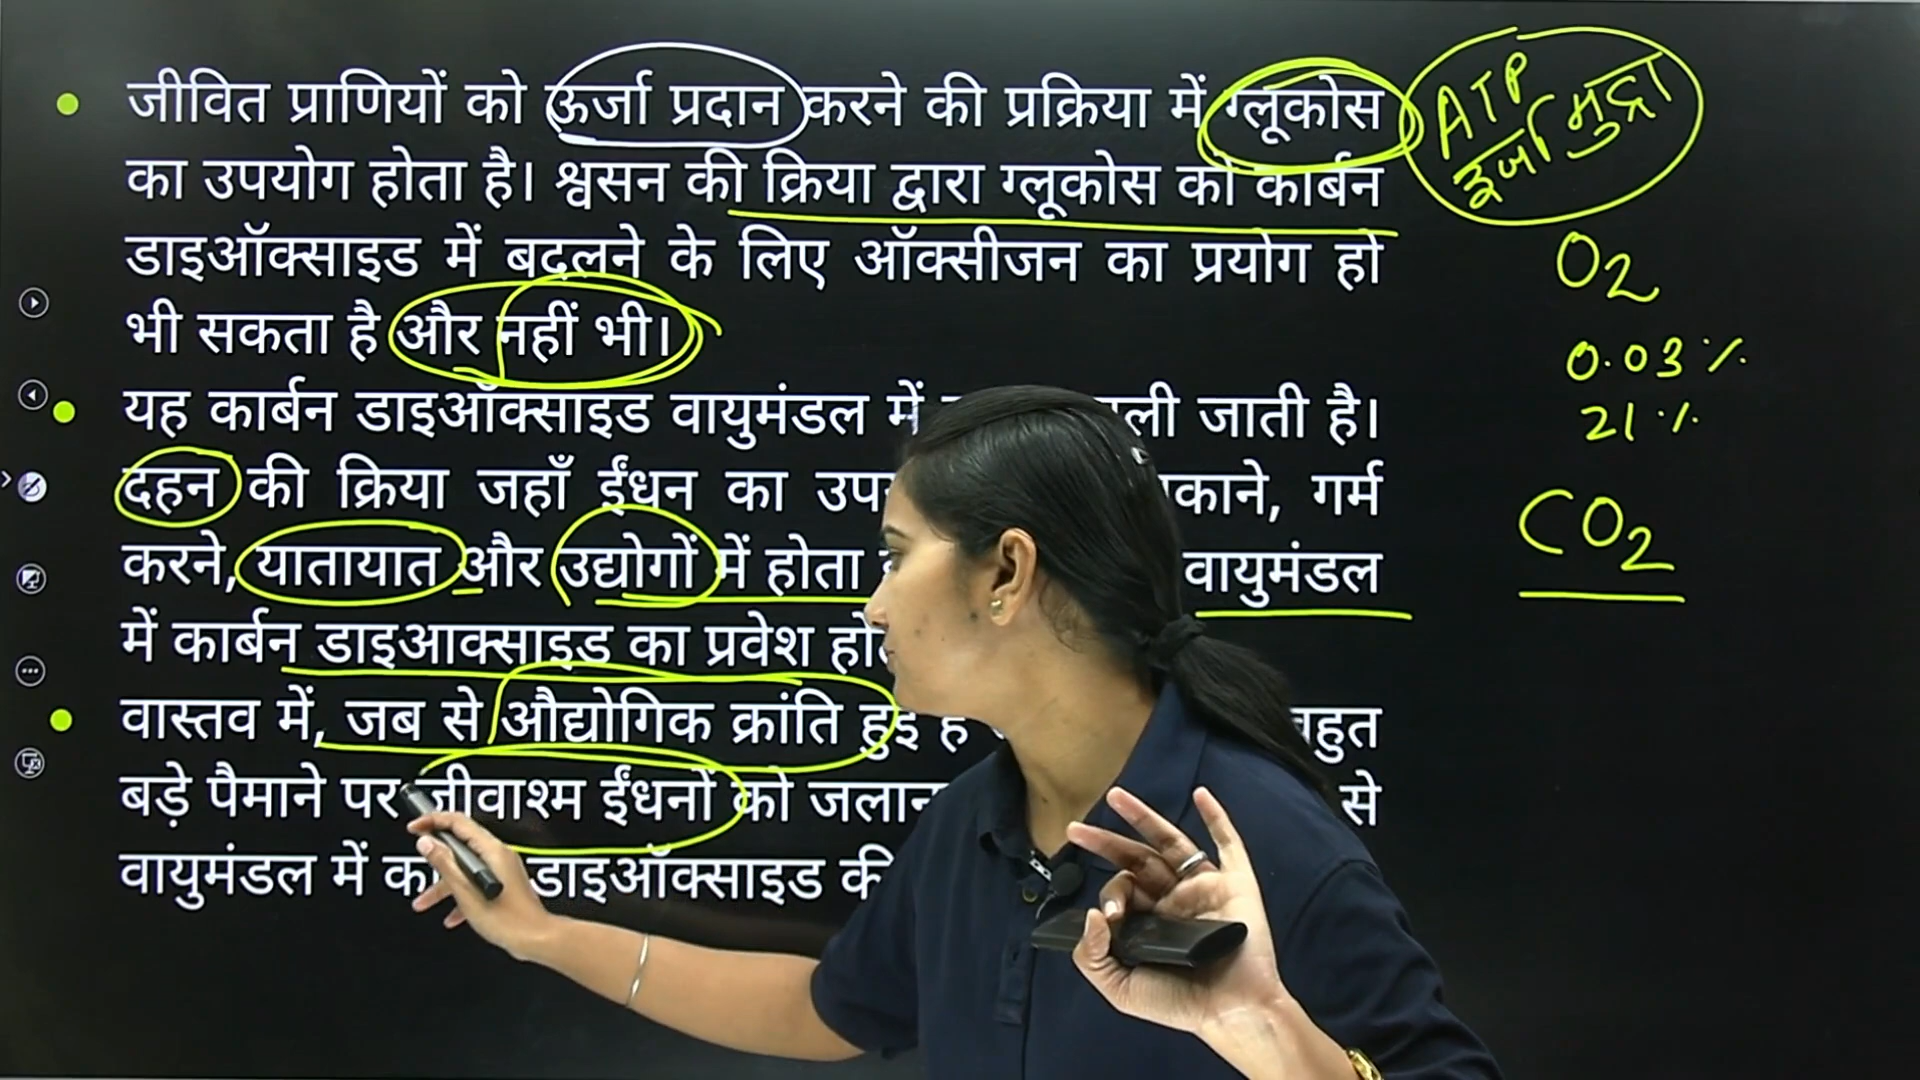 जीवित प्राणियों को ऊर्जा प्रदान करने की प्रक्रिया में ग्लूकोस
का उपयोग होता है। श्वसन की क्रिया द्वारा ग्लूकोस को कार्बन
डाइऑक्साइड में बदलने के लिए ऑक्सीजन का प्रयोग हो
भी सकता है और नहीं भी।
यह कार्बन डाइऑक्साइड वायुमंडल में ली जाती है।
दहन की क्रिया जहाँ ईंधन का गर्म
करने, यातायात और उद्योगों में होता वायुमंडल
में कार्बन डाइआक्साइड का प्रवेश
वास्तव में, जब से औद्योगिक क्रांति हुई बहुत
बड़े पैमाने पर जीवाश्म ईंधनों को से
वायुमंडल में डाइऑक्साइड की
ATP
ऊर्जा मुद्रा
O2
0.03%
21%
CO2